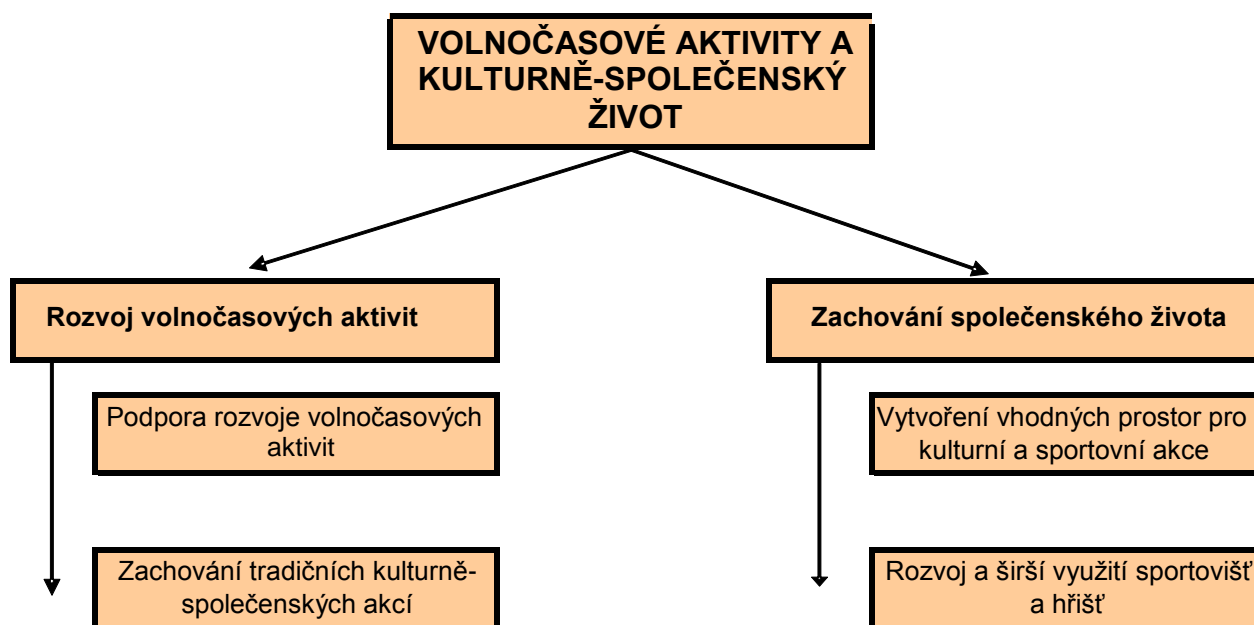 VOLNOČASOVÉ AKTIVITY A
KULTURNĚ-SPOLEČENSKÝ
ŽIVOT
Rozvoj volnočasových aktivit
Podpora rozvoje volnočasových
aktivit
Zachování tradičních kulturně-
společenských akcí
Zachování společenského života
Vytvoření vhodných prostor pro
kulturní a sportovní akce
Rozvoj a širší využití sportovišť
a hřišť